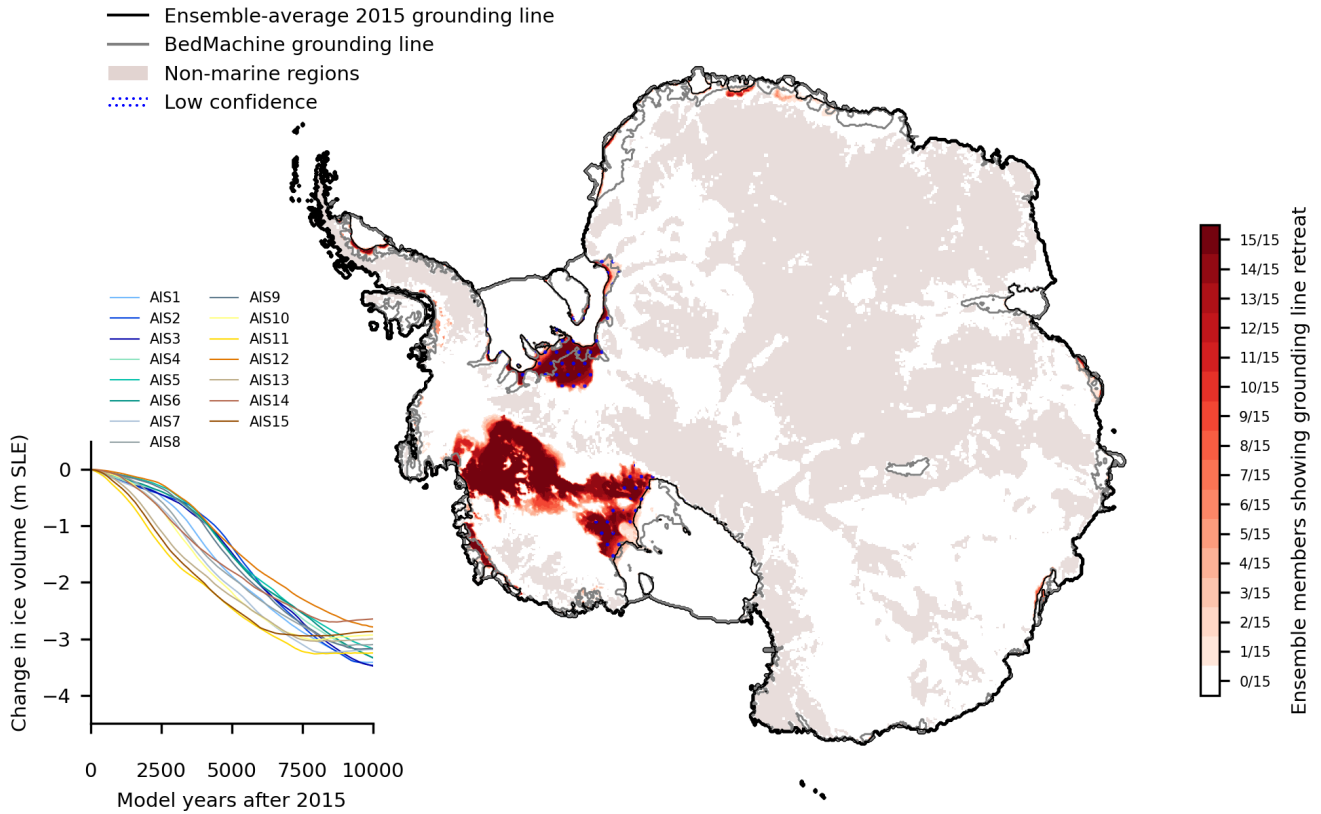 Ensemble-average 2015 grounding line
BedMachine grounding line
Non-marine regions
Low confidence
AIS1
AIS2
AIS3
AIS4
AIS5
AIS6
AIS7
AIS8
AIS9
AIS10
AIS11
AIS12
AIS13
AIS14
AIS15
Change in ice volume (m SLE)
0
−1
−2
−3
−4
0 2500 5000 7500 10000
Model years after 2015
15/15
14/15
13/15
12/15
11/15
10/15
9/15
8/15
7/15
6/15
5/15
4/15
3/15
2/15
1/15
0/15
Ensemble members showing grounding line retreat